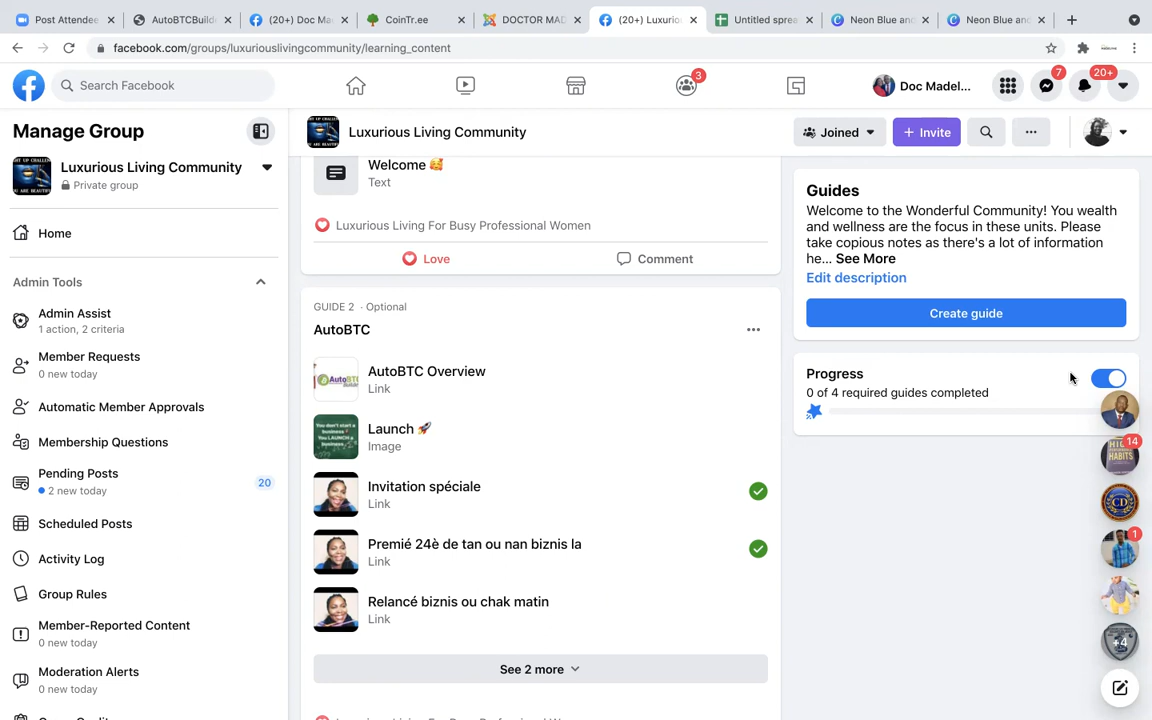 Post Attendee
AutoBTCBuild
(20+) Doc Ma
CoinTr.ee
DOCTOR MAD
(20+) Luxurio
Untitled spre
Neon Blue an
Neon Blue an
facebook.com/groups/luxuriouslivingcommunity/learning_content
Search Facebook
3
Doc Madel...
7
20+
Manage Group
Luxurious Living Community
Private group
Home
Admin Tools
Admin Assist
1 action, 2 criteria
Member Requests
0 new today
Automatic Member Approvals
Membership Questions
Pending Posts
2 new today
20
Scheduled Posts
Activity Log
Group Rules
Member-Reported Content
0 new today
Moderation Alerts
0 new today
Luxurious Living Community
Joined
+ Invite
Welcome 🥰
Text
Luxurious Living For Busy Professional Women
Love
Comment
GUIDE 2 · Optional
AutoBTC
AutoBTC Overview
Link
Launch 🚀
Image
Invitation spéciale
Link
Premié 24è de tan ou nan biznis la
Link
Relancé biznis ou chak matin
Link
See 2 more
Guides
Welcome to the Wonderful Community! You wealth
and wellness are the focus in these units. Please
take copious notes as there's a lot of information
he... See More
Edit description
Create guide
Progress
0 of 4 required guides completed
14
1
+4